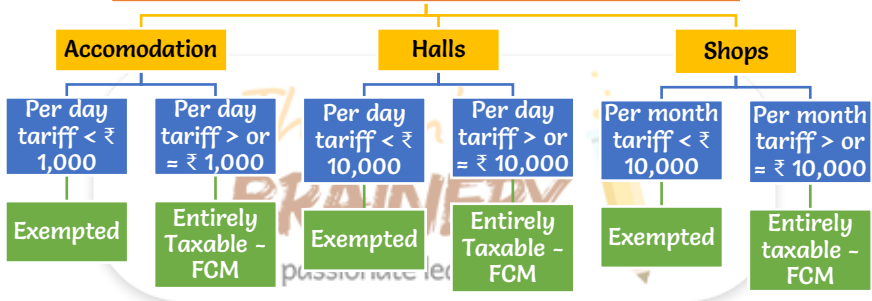 Accomodation
Halls
Shops
Per day
tariff < ₹
1,000
Per day
tariff > or
= ₹ 1,000
Per day
tariff < ₹
10,000
Per day
tariff > or
= ₹ 10,000
Per month
tariff < ₹
10,000
Per month
tariff > or
= ₹ 10,000
Exempted
Entirely
Taxable -
FCM
Exempted
Entirely
Taxable -
FCM
Exempted
Entirely
taxable -
FCM